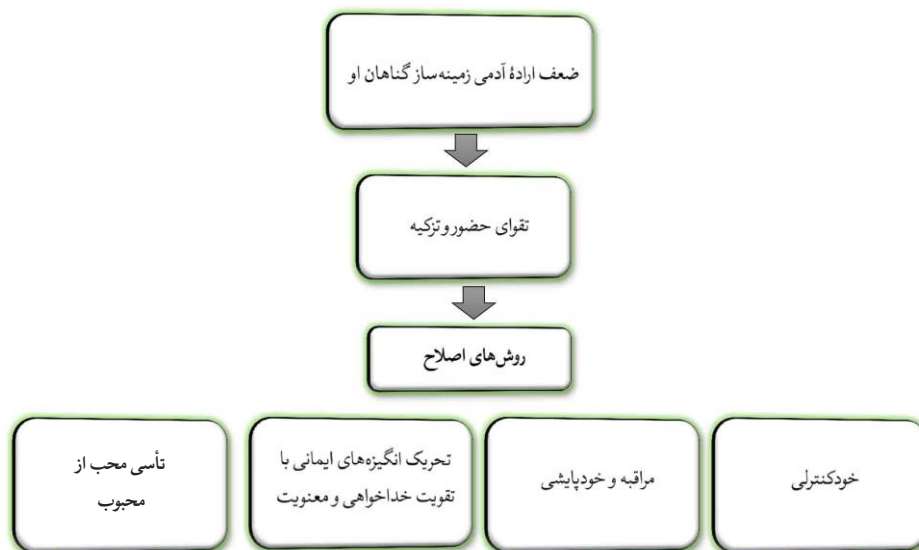 ضعف ارادهٔ آدمی زمینه‌ساز گناهان او
تقوای حضور و تزکیه
روش‌های اصلاح
خودکنترلی
مراقبه و خودپایشی
تحریک انگیزه‌های ایمانی با
تقویت خداخواهی و معنویت
تأسی محب از
محبوب